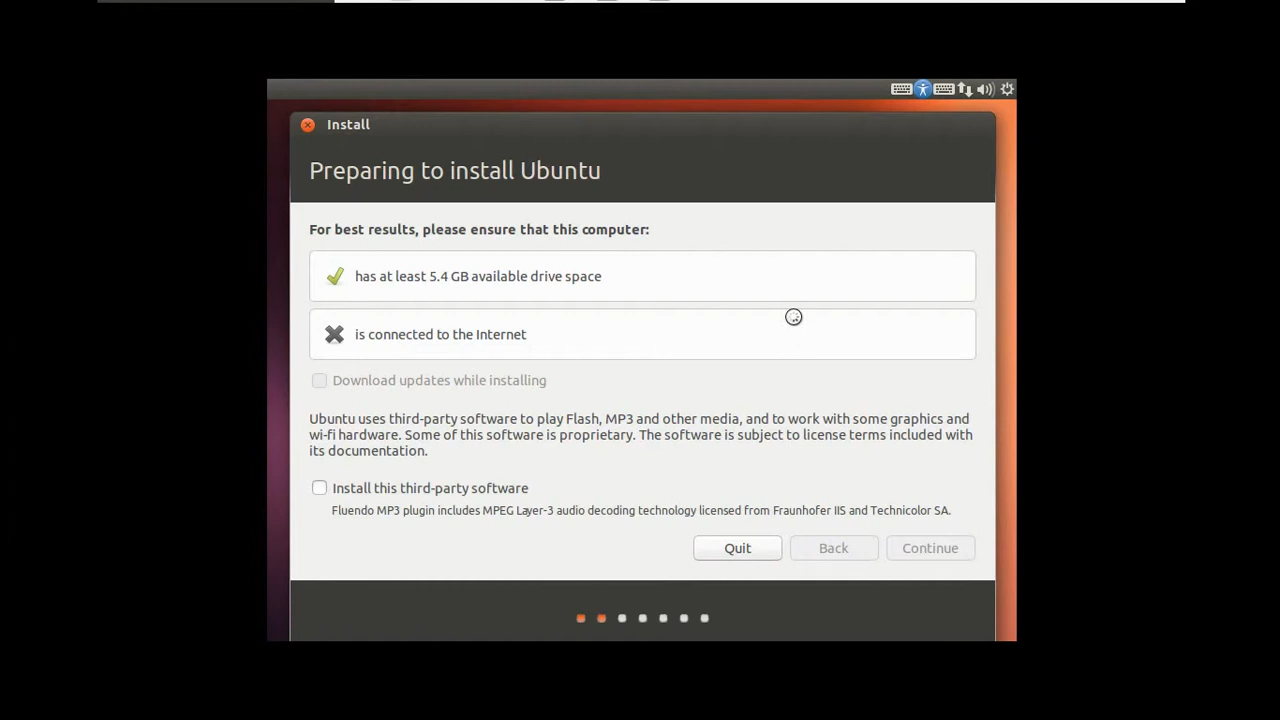 Install
Preparing to install Ubuntu
For best results, please ensure that this computer:
has at least 5.4 GB available drive space
is connected to the Internet
Download updates while installing
Ubuntu uses third-party software to play Flash, MP3 and other media, and to work with some graphics and
wi-fi hardware. Some of this software is proprietary. The software is subject to license terms included with
its documentation.
Install this third-party software
Fluendo MP3 plugin includes MPEG Layer-3 audio decoding technology licensed from Fraunhofer IIS and Technicolor SA.
Quit
Back
Continue